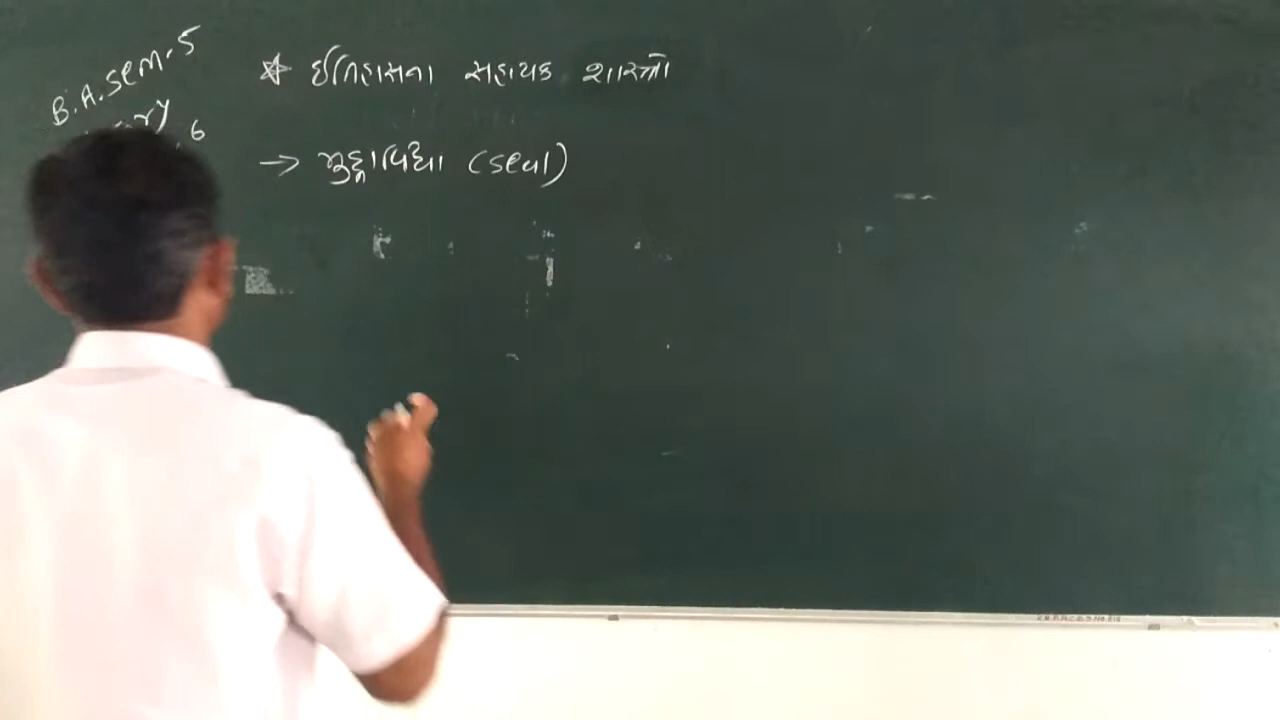 B.A. Sem. 5
6
* ઈતિહાસના સહાયક શાસ્ત્રો
→ મુદ્રાવિદ્યા (seal)